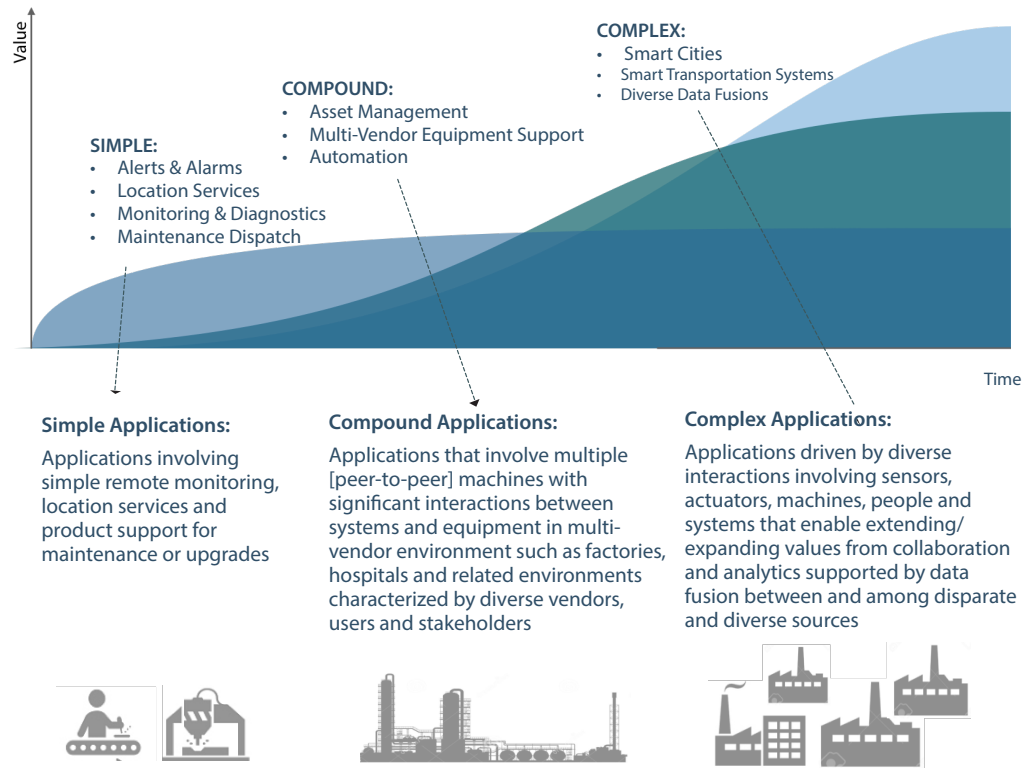 Value
SIMPLE:
• Alerts & Alarms
• Location Services
• Monitoring & Diagnostics
• Maintenance Dispatch
COMPOUND:
• Asset Management
• Multi-Vendor Equipment Support
• Automation
COMPLEX:
• Smart Cities
• Smart Transportation Systems
• Diverse Data Fusions
Time
Simple Applications:
Applications involving
simple remote monitoring,
location services and
product support for
maintenance or upgrades
Compound Applications:
Applications that involve multiple
[peer-to-peer] machines with
significant interactions between
systems and equipment in multi-
vendor environment such as factories,
hospitals and related environments
characterized by diverse vendors,
users and stakeholders
Complex Applications:
Applications driven by diverse
interactions involving sensors,
actuators, machines, people and
systems that enable extending/
expanding values from collaboration
and analytics supported by data
fusion between and among disparate
and diverse sources